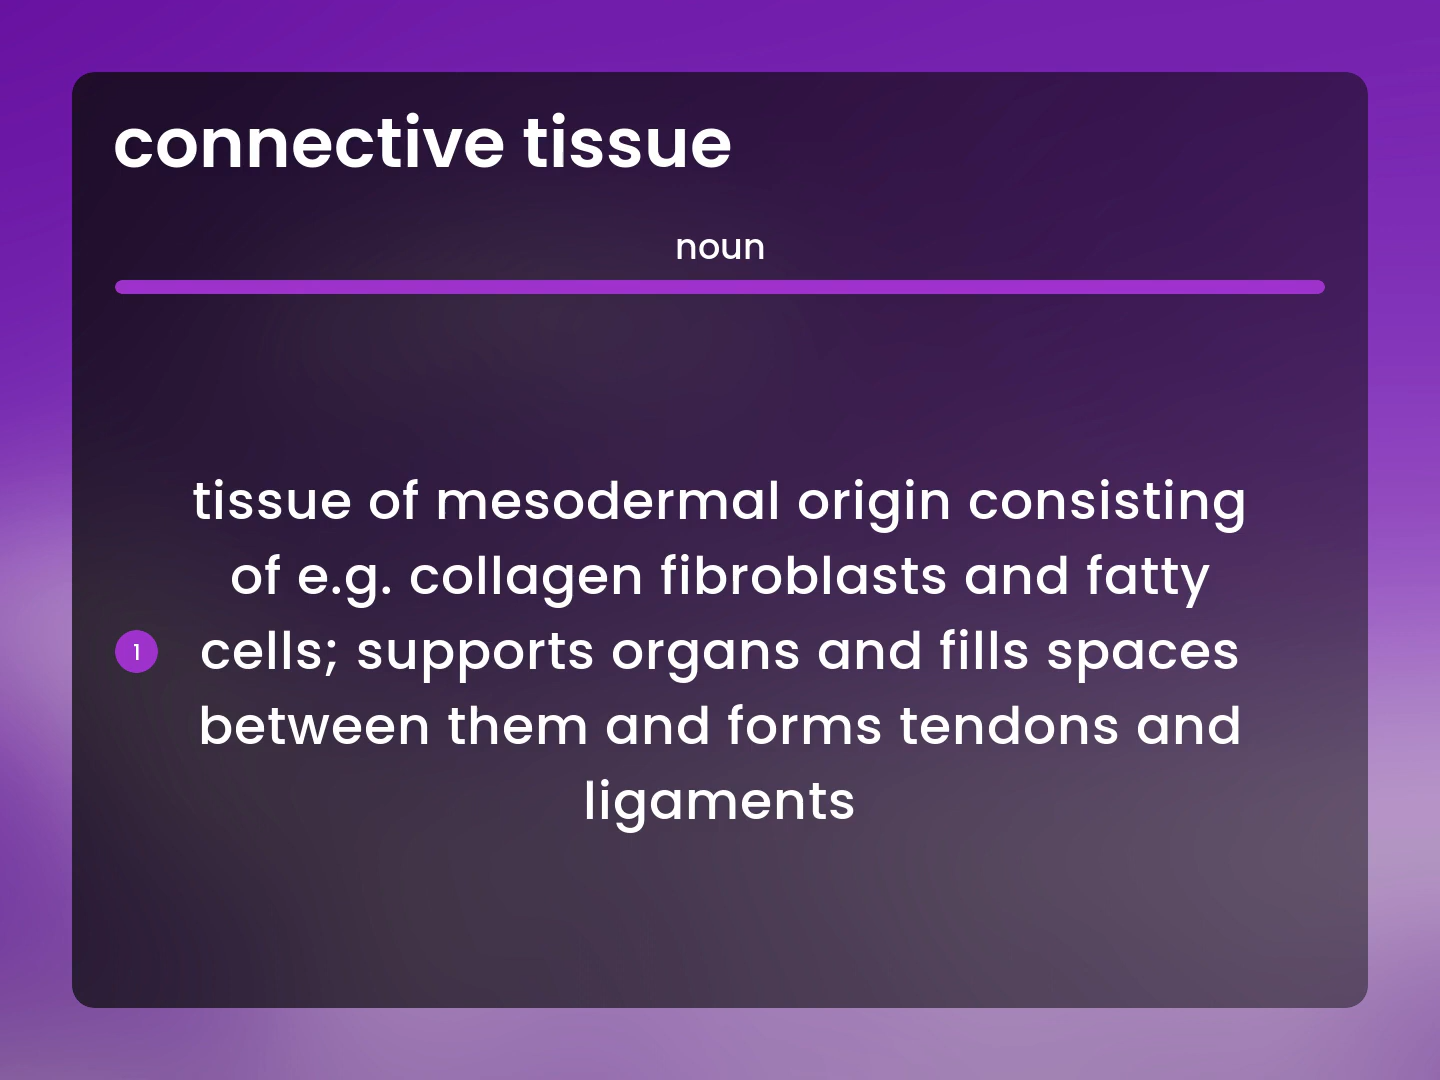 connective tissue
noun
1
tissue of mesodermal origin consisting
of e.g. collagen fibroblasts and fatty
cells; supports organs and fills spaces
between them and forms tendons and
ligaments